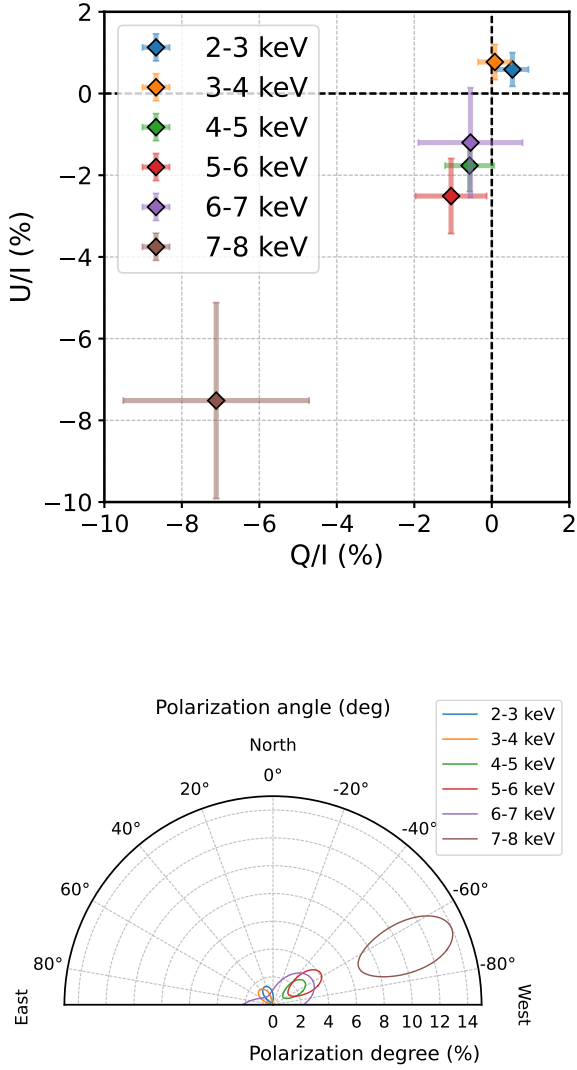 2
0
−2
−4
−6
−8
−10
U/I (%)
2-3 keV
3-4 keV
4-5 keV
5-6 keV
6-7 keV
7-8 keV
−10 −8 −6 −4 −2 0 2
Q/I (%)
Polarization angle (deg)
North
2-3 keV
3-4 keV
4-5 keV
5-6 keV
6-7 keV
7-8 keV
80°
60°
40°
20°
0°
-20°
-40°
-60°
-80°
East
West
0 2 4 6 8 10 12 14
Polarization degree (%)